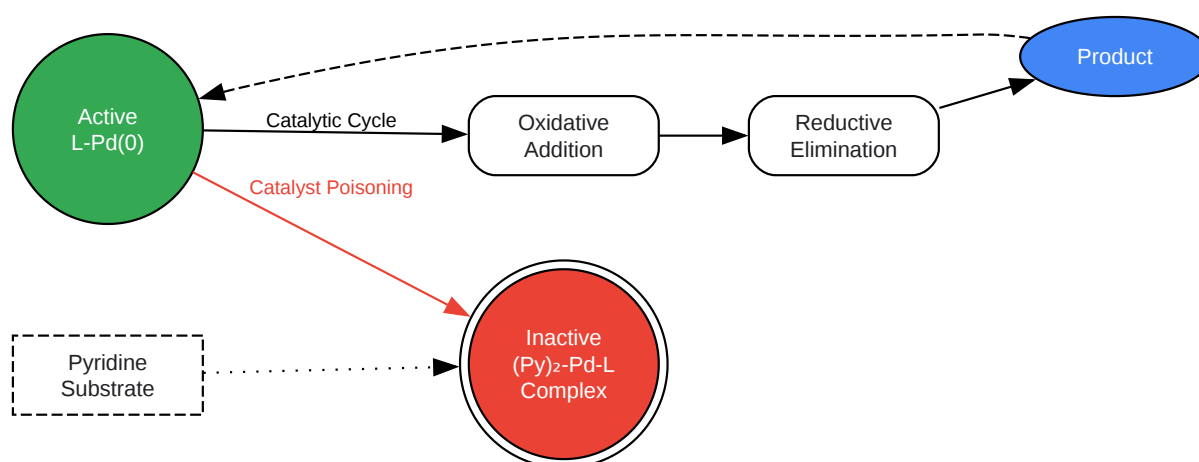 Active
L-Pd(0)
Catalytic Cycle
Oxidative
Addition
Reductive
Elimination
Product
Catalyst Poisoning
Pyridine
Substrate
Inactive
(Py)₂-Pd-L
Complex